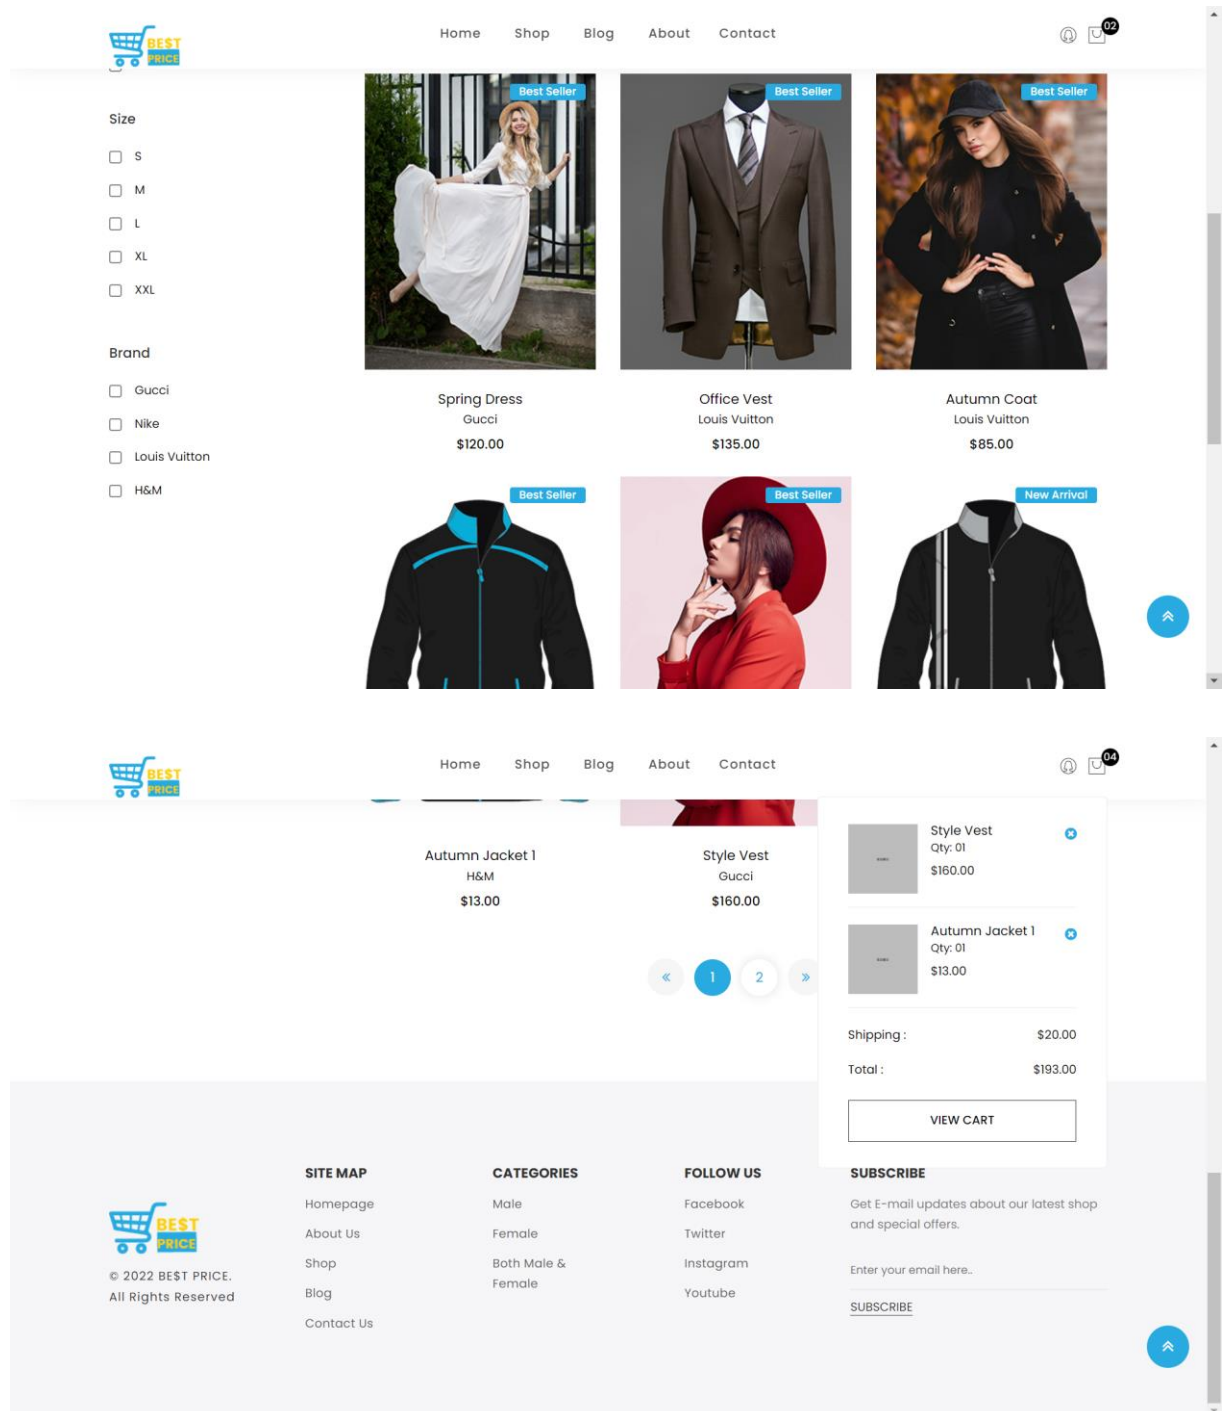 BE$T
PRICE
Home Shop Blog About Contact
02
Size
S
M
L
XL
XXL
Brand
Gucci
Nike
Louis Vuitton
H&M
Best Seller
Best Seller
Best Seller
Spring Dress
Gucci
$120.00
Office Vest
Louis Vuitton
$135.00
Autumn Coat
Louis Vuitton
$85.00
Best Seller
Best Seller
New Arrival
BE$T
PRICE
Home Shop Blog About Contact
04
Autumn Jacket 1
H&M
$13.00
Style Vest
Gucci
$160.00
« 1 2 »
Style Vest
Qty: 01
$160.00
Autumn Jacket 1
Qty: 01
$13.00
Shipping : $20.00
Total : $193.00
VIEW CART
BE$T
PRICE
© 2022 BE$T PRICE.
All Rights Reserved
SITE MAP
Homepage
About Us
Shop
Blog
Contact Us
CATEGORIES
Male
Female
Both Male &
Female
FOLLOW US
Facebook
Twitter
Instagram
Youtube
SUBSCRIBE
Get E-mail updates about our latest shop
and special offers.
Enter your email here..
SUBSCRIBE